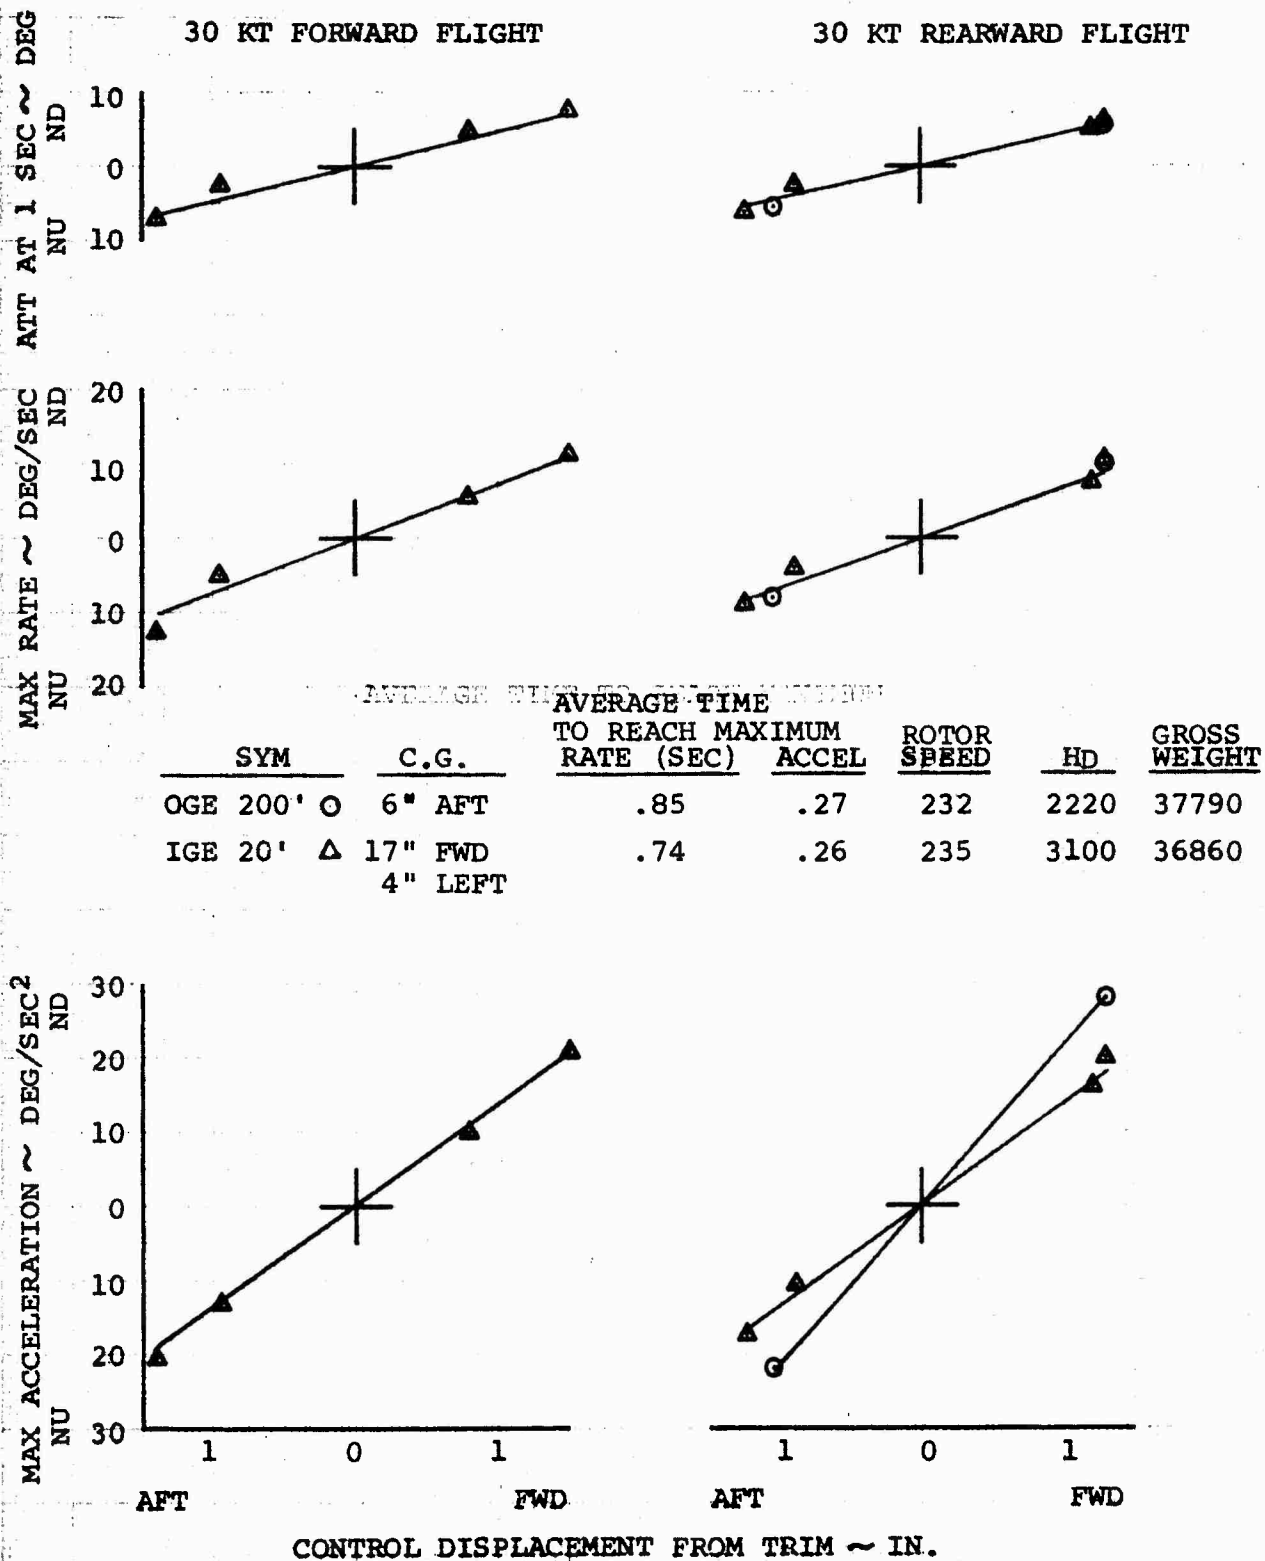 30 KT FORWARD FLIGHT
30 KT REARWARD FLIGHT
ATT AT 1 SEC ~ DEG
NU ND
10
0
10
MAX RATE ~ DEG/SEC
NU ND
20
10
0
10
20
AVERAGE TIME
TO REACH MAXIMUM
SYM C.G. RATE (SEC) ACCEL ROTOR SPEED HD GROSS WEIGHT
OGE 200' ⊙ 6" AFT .85 .27 232 2220 37790
IGE 20' △ 17" FWD .74 .26 235 3100 36860
4" LEFT
MAX ACCELERATION ~ DEG/SEC²
NU ND
30
20
10
0
10
20
30
1 0 1
1 0 1
AFT FWD
AFT FWD
CONTROL DISPLACEMENT FROM TRIM ~ IN.